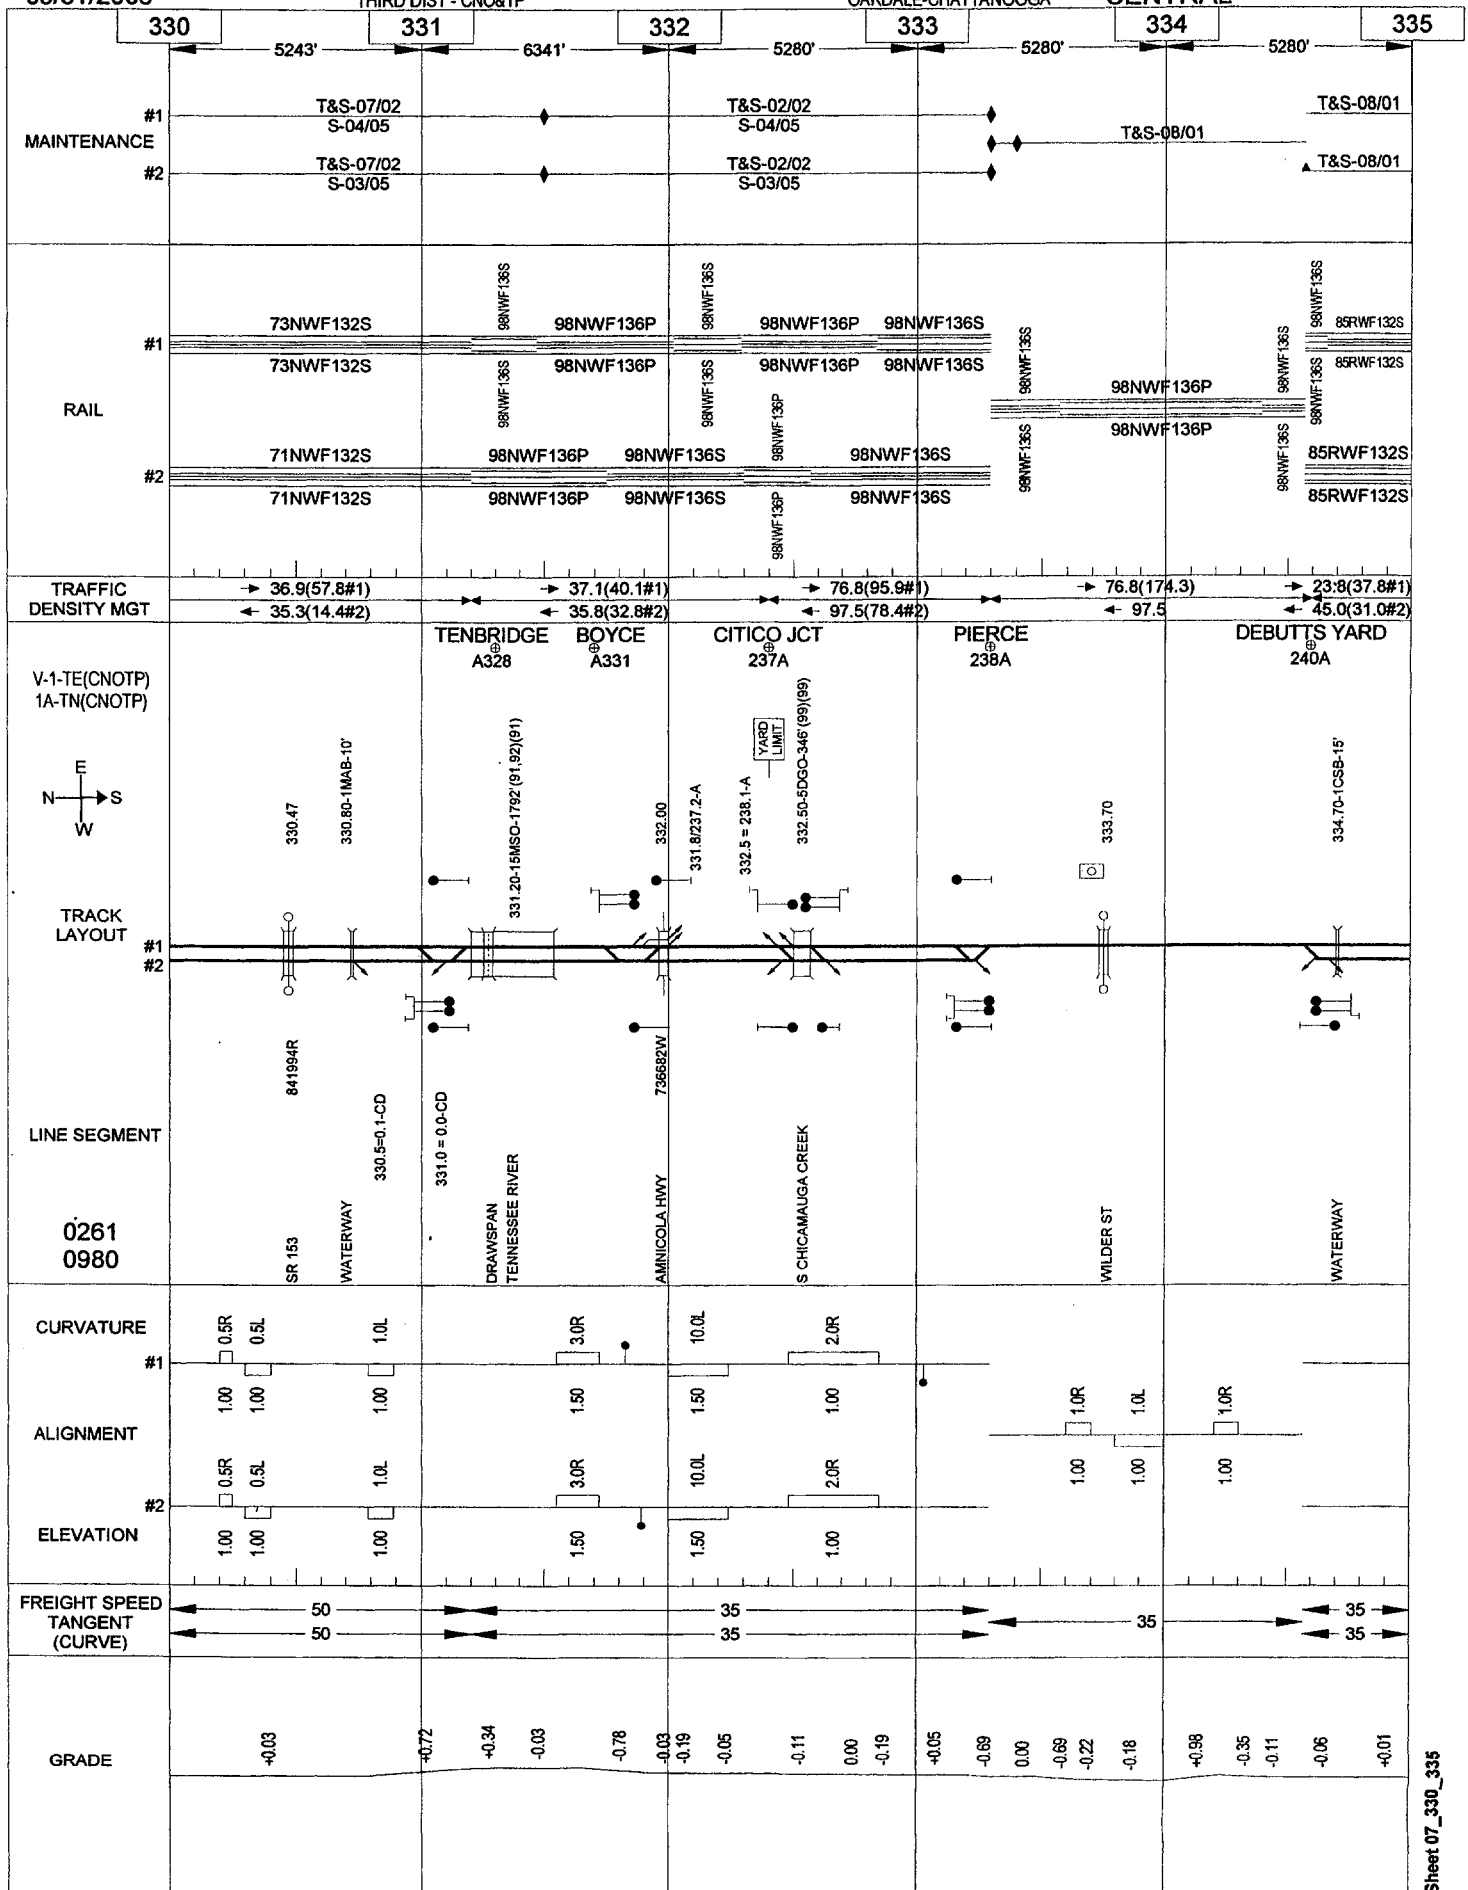 THIRD DIST - CNO&TP
OAKDALE-CHATTANOOGA
CENTRAL
330 331 332 333 334 335
5243' 6341' 5280' 5280' 5280'
MAINTENANCE
#1
T&S-07/02
S-04/05
T&S-02/02
S-04/05
T&S-08/01
T&S-08/01
#2
T&S-07/02
S-03/05
T&S-02/02
S-03/05
T&S-08/01
RAIL
98NWF136S 98NWF136S 98NWF136S
#1
73NWF132S 98NWF136P 98NWF136P 98NWF136S 85RWF132S
73NWF132S 98NWF136P 98NWF136P 98NWF136S 85RWF132S
98NWF136S 98NWF136S 98NWF136P 98NWF136S 98NWF136S 98NWF136S
98NWF136P
98NWF136P
#2
71NWF132S 98NWF136P 98NWF136S 98NWF136S 85RWF132S
71NWF132S 98NWF136P 98NWF136S 98NWF136S 85RWF132S
98NWF136P 98NWF136S 98NWF136S
TRAFFIC
DENSITY MGT
36.9(57.8#1) 37.1(40.1#1) 76.8(95.9#1) 76.8(174.3) 23.8(37.8#1)
35.3(14.4#2) 35.8(32.8#2) 97.5(78.4#2) 97.5 45.0(31.0#2)
TENBRIDGE BOYCE CITICO JCT PIERCE DEBUTTS YARD
A328 A331 237A 238A 240A
V-1-TE(CNOTP)
1A-TN(CNOTP)
E
N S
W
330.47
330.80-1MAB-10'
331.20-15MSO-1792'(91,92)(91)
332.00
331.8/237.2-A
332.5 = 238.1-A
YARD
LIMIT
332.50-5DGO-346'(99)(99)
333.70
334.70-1CSB-15'
TRACK
LAYOUT
#1
#2
841994R
736682W
LINE SEGMENT
330.5=0.1-CD
331.0 = 0.0-CD
0261
0980
SR 153
WATERWAY
DRAWSPAN
TENNESSEE RIVER
AMNICOLA HWY
S CHICAMAUGA CREEK
WILDER ST
WATERWAY
CURVATURE
#1
0.5R 0.5L 1.0L 3.0R 10.0L 2.0R
1.00 1.00 1.00 1.50 1.50 1.00
ALIGNMENT
1.0R 1.0L 1.0R
1.00 1.00 1.00
#2
0.5R 0.5L 1.0L 3.0R 10.0L 2.0R
ELEVATION
1.00 1.00 1.00 1.50 1.50 1.00
FREIGHT SPEED
TANGENT
(CURVE)
50 35 35
35
50 35 35
GRADE
+0.03 +0.72 +0.34 -0.03 -0.78 -0.03 -0.19 -0.05 -0.11 0.00 -0.19 +0.05 -0.69 0.00 -0.69 -0.22 -0.18 +0.98 -0.35 -0.11 -0.06 +0.01
Sheet 07_330_335